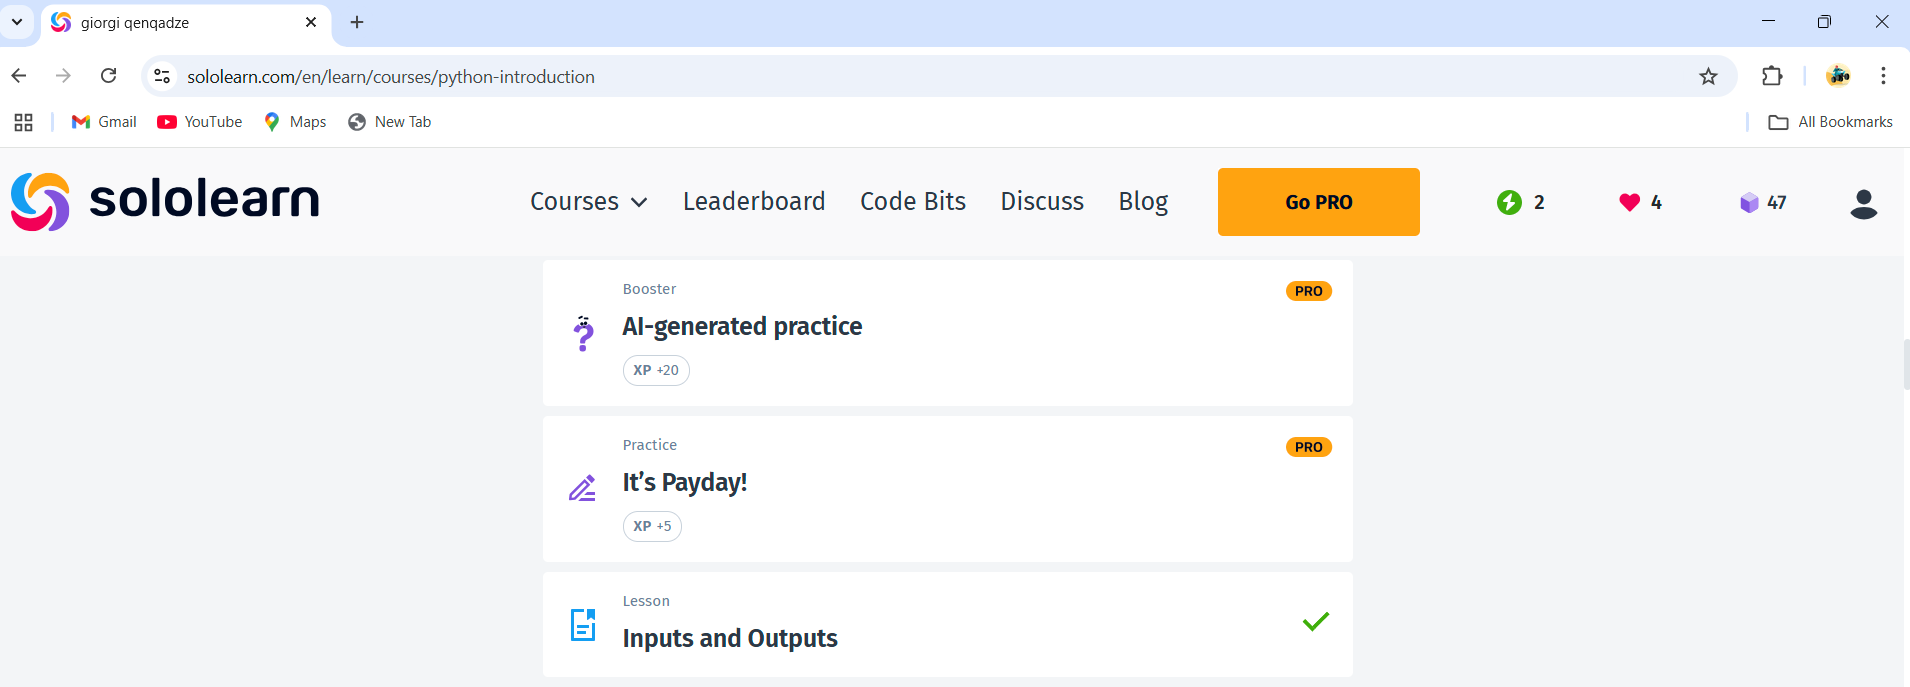 giorgi qenqadze
sololearn.com/en/learn/courses/python-introduction
Gmail YouTube Maps New Tab All Bookmarks
sololearn Courses Leaderboard Code Bits Discuss Blog Go PRO 2 4 47
Booster PRO
AI-generated practice
XP +20
Practice PRO
It’s Payday!
XP +5
Lesson
Inputs and Outputs